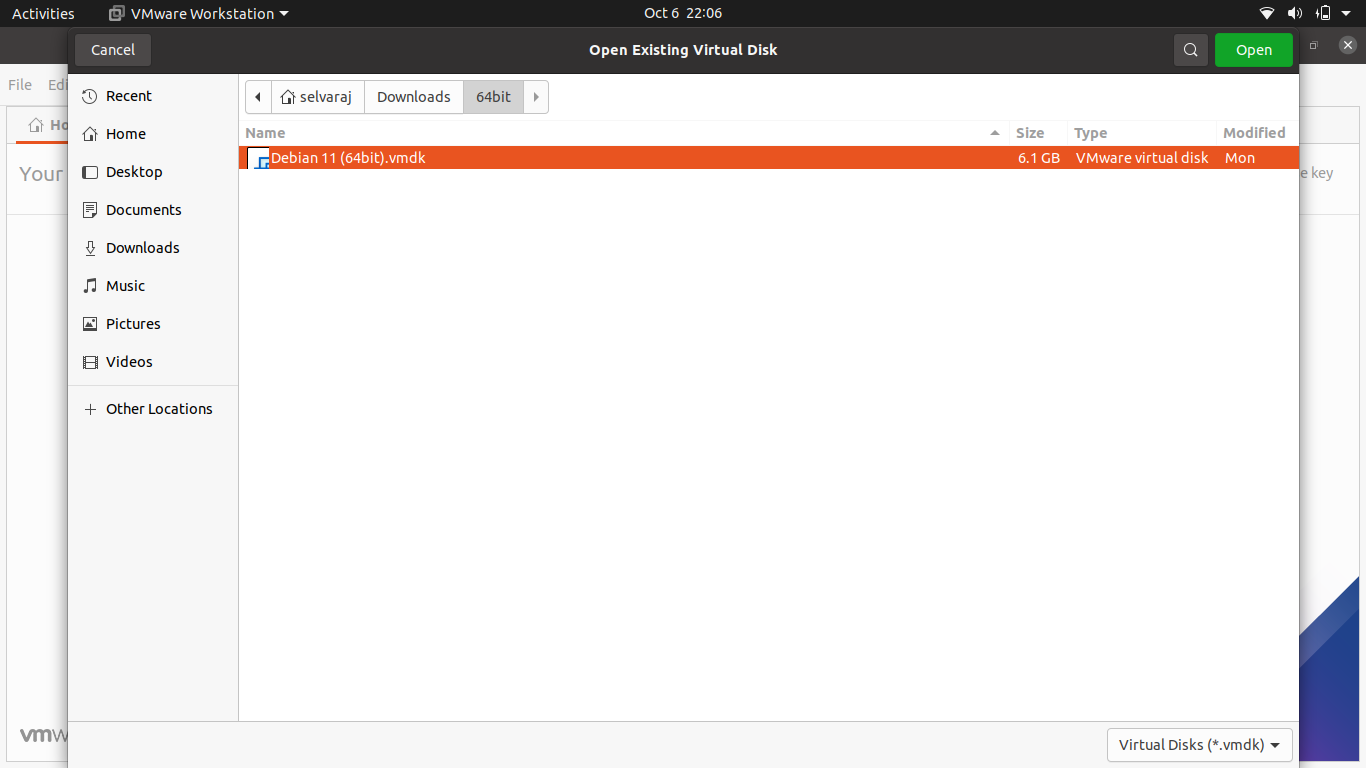 Activities VMware Workstation Oct 6 22:06
Cancel Open Existing Virtual Disk Open
File Edi
Recent selvaraj Downloads 64bit
Ho
Home Name Size Type Modified
Debian 11 (64bit).vmdk 6.1 GB VMware virtual disk Mon
Your Desktop e key
Documents
Downloads
Music
Pictures
Videos
Other Locations
vmw
Virtual Disks (*.vmdk)